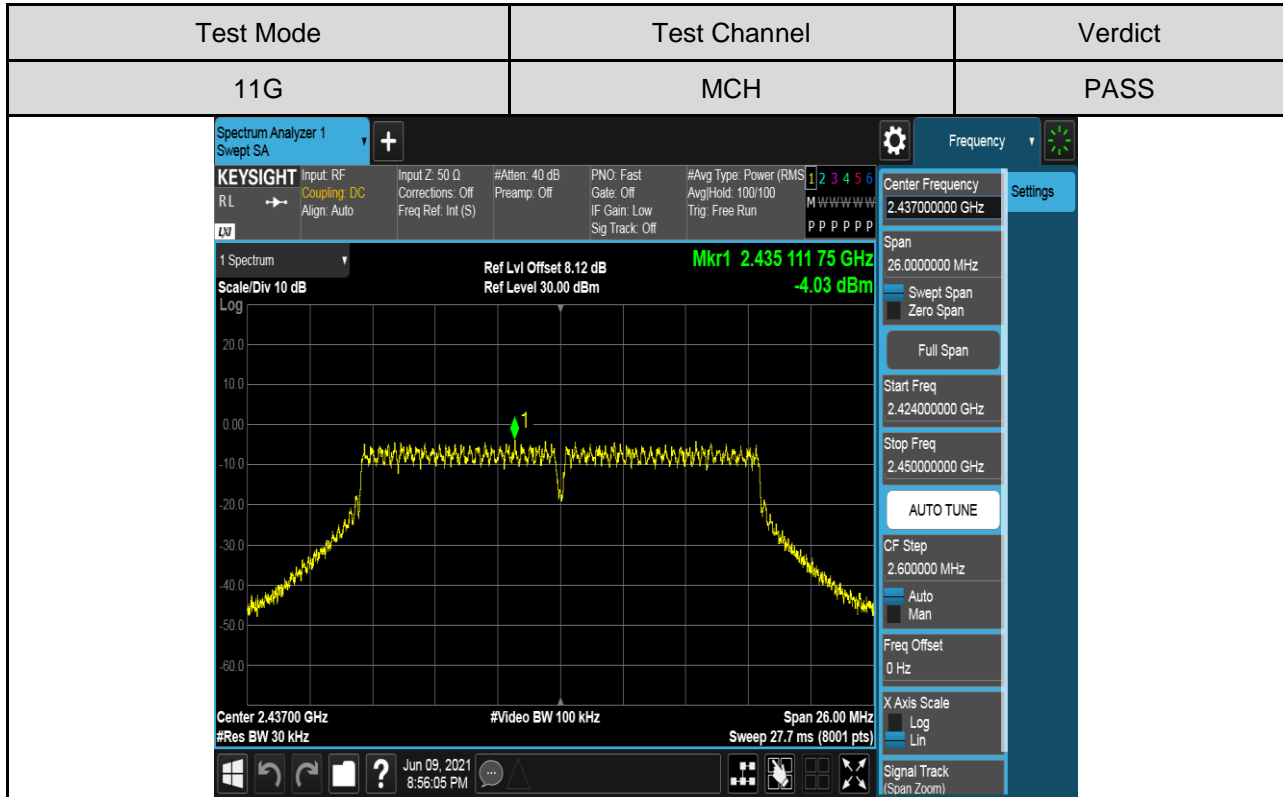 Test Mode Test Channel Verdict
11G MCH PASS
Spectrum Analyzer 1
Swept SA
Frequency
KEYSIGHT
RL
LXI
Input: RF
Coupling: DC
Align: Auto
Input Z: 50 Ω
Corrections: Off
Freq Ref: Int (S)
#Atten: 40 dB
Preamp: Off
PNO: Fast
Gate: Off
IF Gain: Low
Sig Track: Off
#Avg Type: Power (RMS
Avg|Hold: 100/100
Trig: Free Run
1 2 3 4 5 6
M W W W W W
P P P P P P
1 Spectrum
Scale/Div 10 dB
Ref Lvl Offset 8.12 dB
Ref Level 30.00 dBm
Mkr1 2.435 111 75 GHz
-4.03 dBm
Log
20.0
10.0
0.00
-10.0
-20.0
-30.0
-40.0
-50.0
-60.0
1
Center 2.43700 GHz #Video BW 100 kHz Span 26.00 MHz
#Res BW 30 kHz Sweep 27.7 ms (8001 pts)
Center Frequency
2.437000000 GHz
Settings
Span
26.0000000 MHz
Swept Span
Zero Span
Full Span
Start Freq
2.424000000 GHz
Stop Freq
2.450000000 GHz
AUTO TUNE
CF Step
2.600000 MHz
Auto
Man
Freq Offset
0 Hz
X Axis Scale
Log
Lin
Signal Track
(Span Zoom)
?
Jun 09, 2021
8:56:05 PM